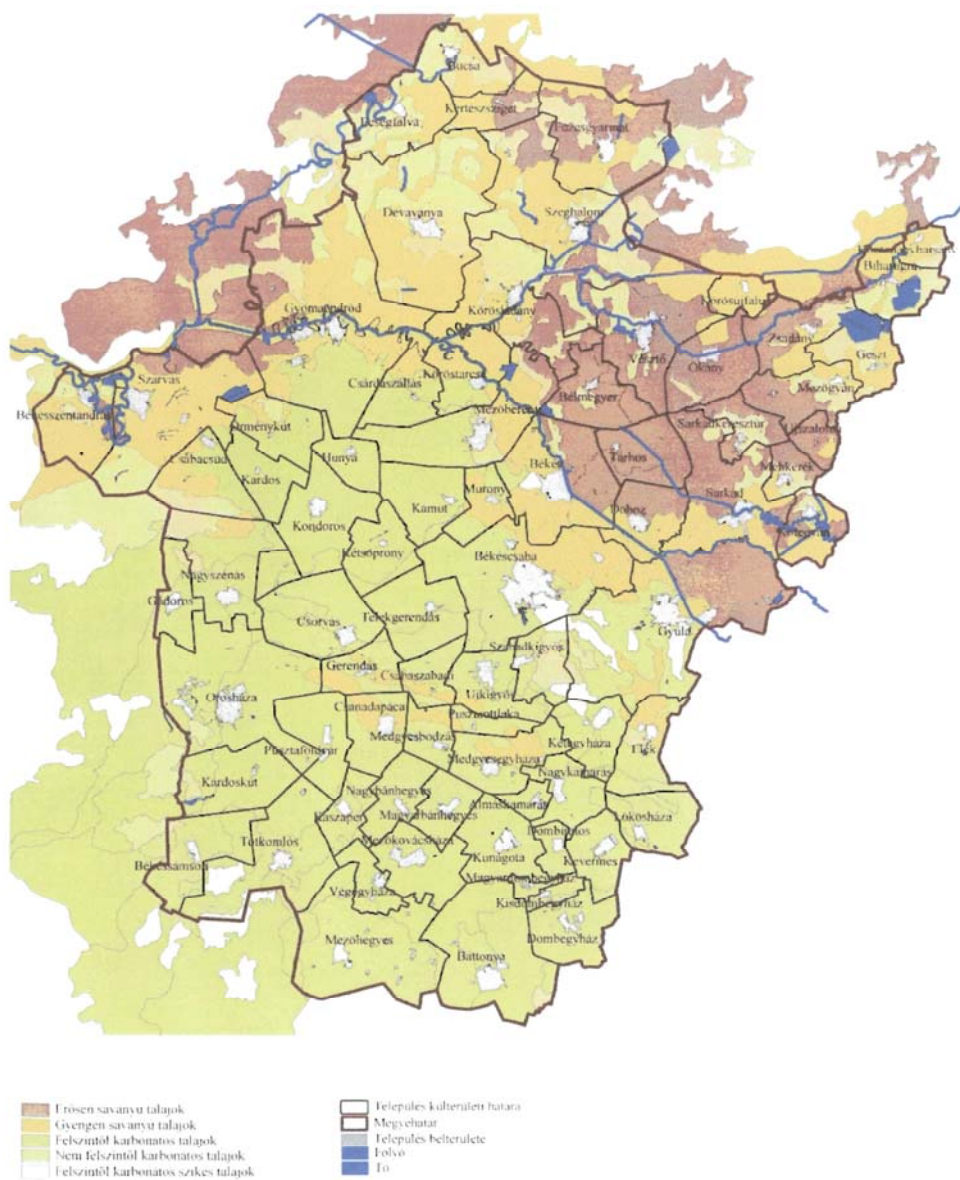 Bucsa
Kertészsziget
Füzesgyarmat
Dévaványa
Szeghalom
Biharugra
Körösladány
Gyomaendrőd
Körösújfalu
Zsadány
Vésztő
Okány
Geszt
Szarvas
Csárdaszállás
Köröstarcsa
Mezőgyán
Bélmegyer
Békésszentandrás
Mezőberény
Sarkadkeresztúr
Újszalonta
Örménykút
Csabacsűd
Hunya
Tarhos
Békés
Méhkerék
Kardos
Murony
Sarkad
Kamut
Kondoros
Doboz
Kötegyán
Kétsoprony
Békéscsaba
Nagyszénás
Gádoros
Telekgerendás
Csorvás
Gyula
Szabadkígyós
Gerendás
Csabaszabadi
Újkígyós
Orosháza
Csanádapáca
Pusztaottlaka
Medgyesbodzás
Kétegyháza
Elek
Pusztaföldvár
Medgyesegyháza
Nagykamarás
Kardoskút
Nagybánhegyes
Almáskamarás
Kaszaper
Magyarbánhegyes
Lőkösháza
Dombiratos
Tótkomlós
Mezőkovácsháza
Kunágota
Kevermes
Békéssámson
Magyardombegyház
Végegyháza
Kisdombegyház
Dombegyház
Mezőhegyes
Battonya
Erősen savanyú talajok
Gyengén savanyú talajok
Felszíntől karbonátos talajok
Nem felszíntől karbonátos talajok
Felszíntől karbonátos szikes talajok
Település külterületi határa
Megyehatár
Település belterülete
Folyó
Tó